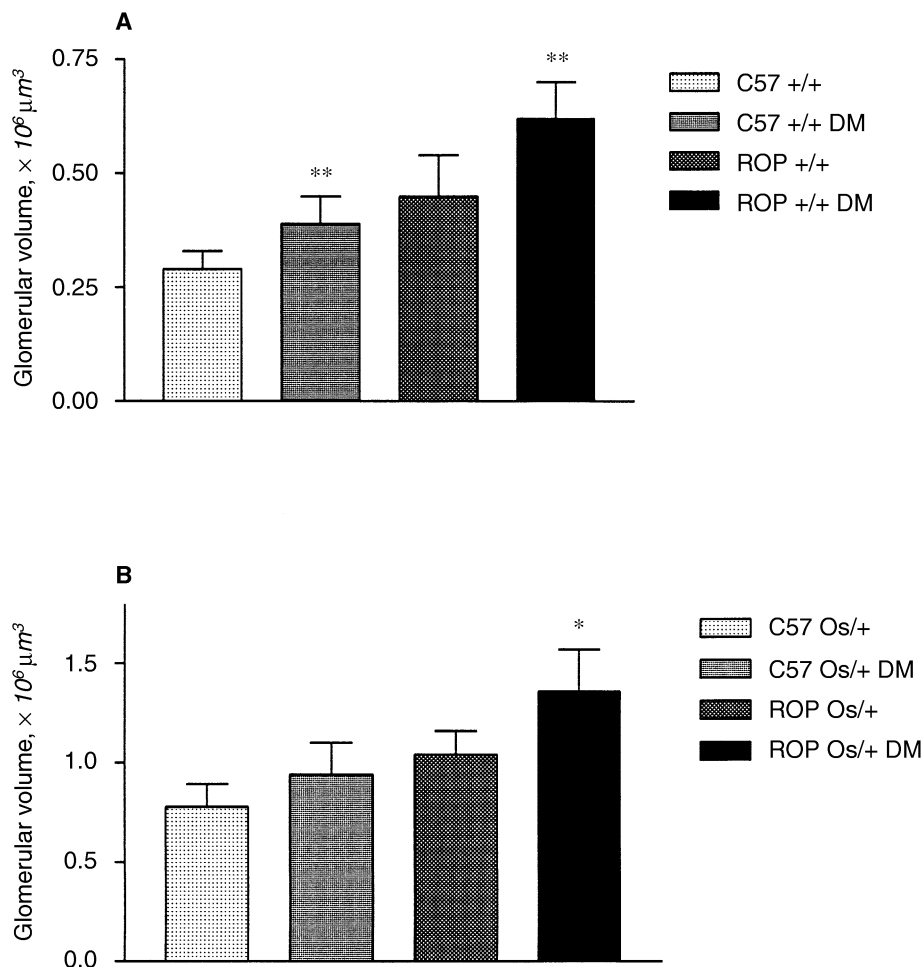 A
Glomerular volume, × 10⁶ μm³
0.75
0.50
0.25
0.00
**
**
C57 +/+
C57 +/+ DM
ROP +/+
ROP +/+ DM
B
Glomerular volume, × 10⁶ μm³
1.5
1.0
0.5
0.0
*
C57 Os/+
C57 Os/+ DM
ROP Os/+
ROP Os/+ DM